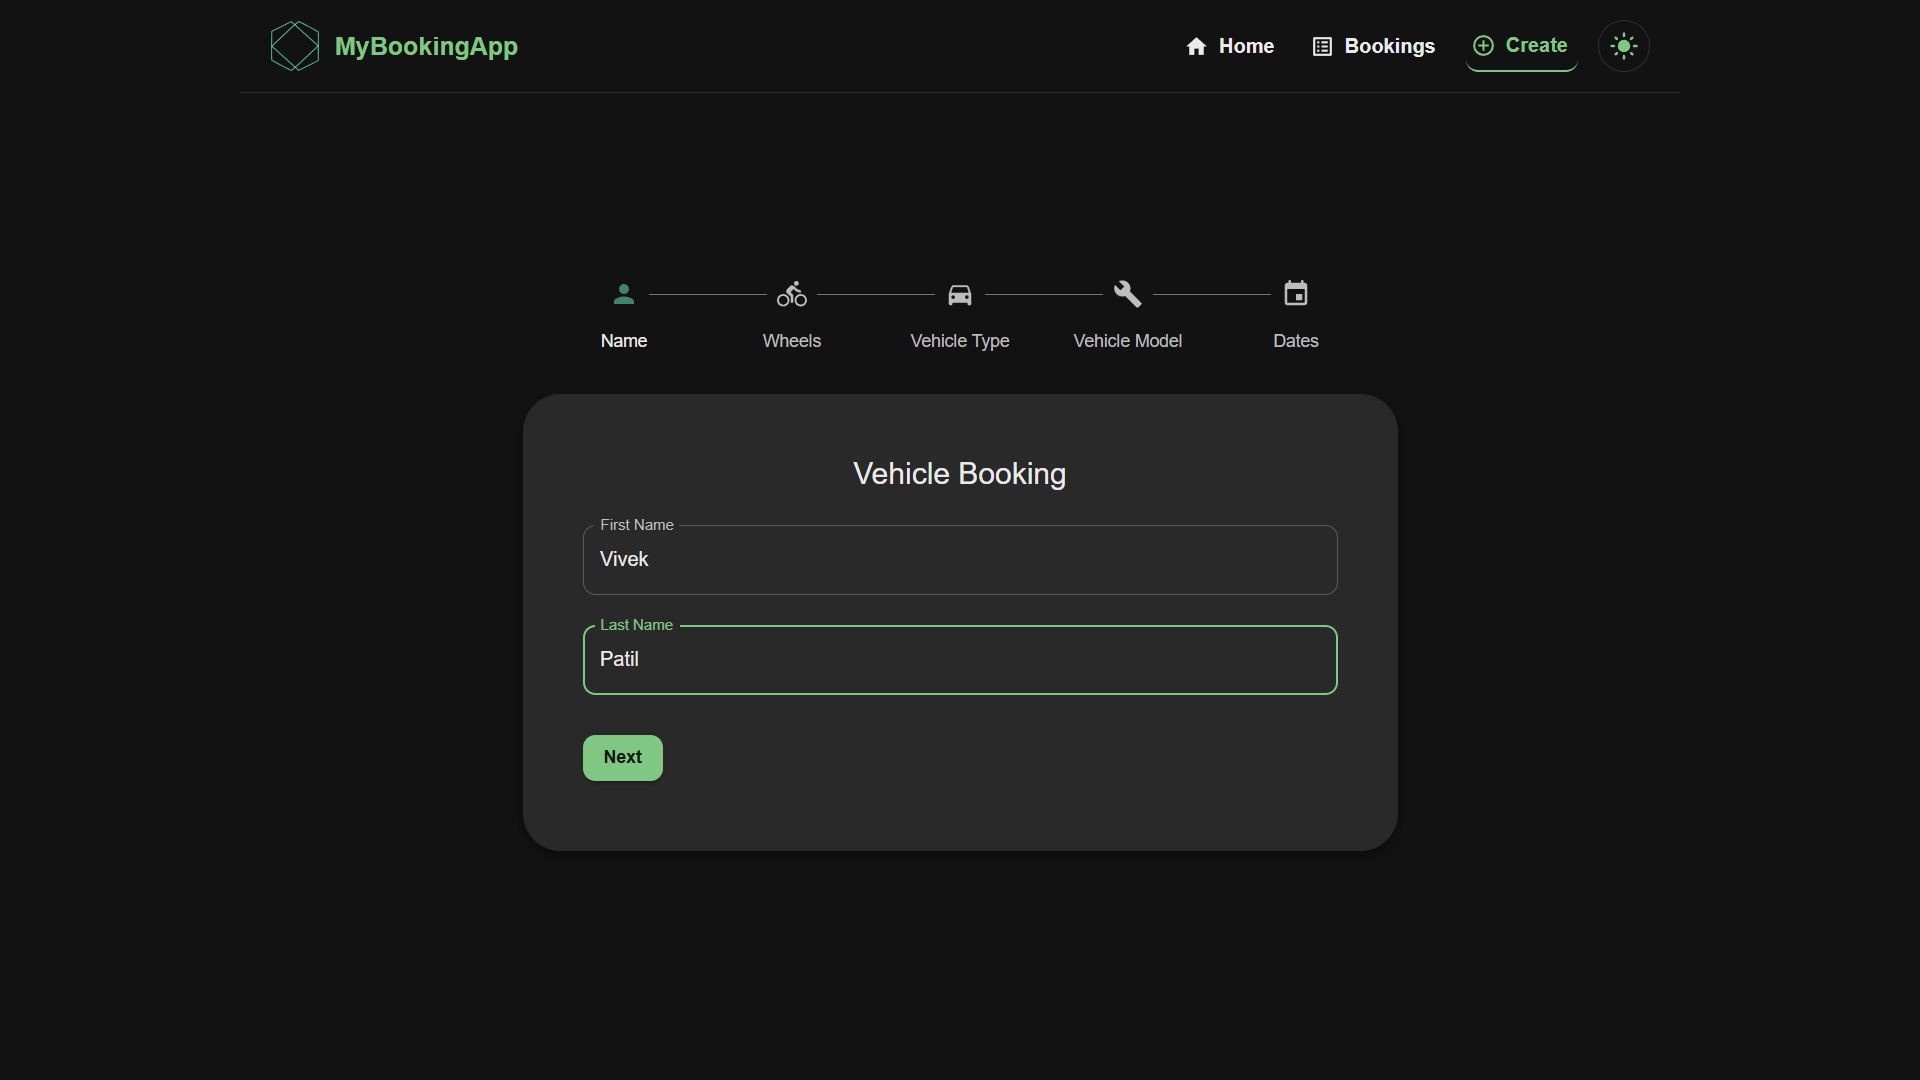 MyBookingApp
Home
Bookings
Create
Name
Wheels
Vehicle Type
Vehicle Model
Dates
Vehicle Booking
First Name
Vivek
Last Name
Patil
Next